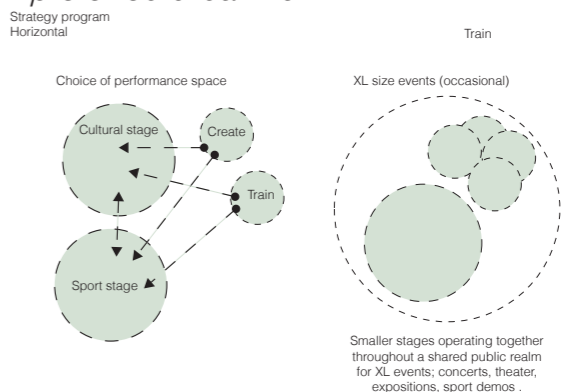 Strategy program
Horizontal
Train
Choice of performance space
XL size events (occasional)
Cultural stage
Create
Train
Sport stage
Smaller stages operating together
throughout a shared public realm
for XL events; concerts, theater,
expositions, sport demos .